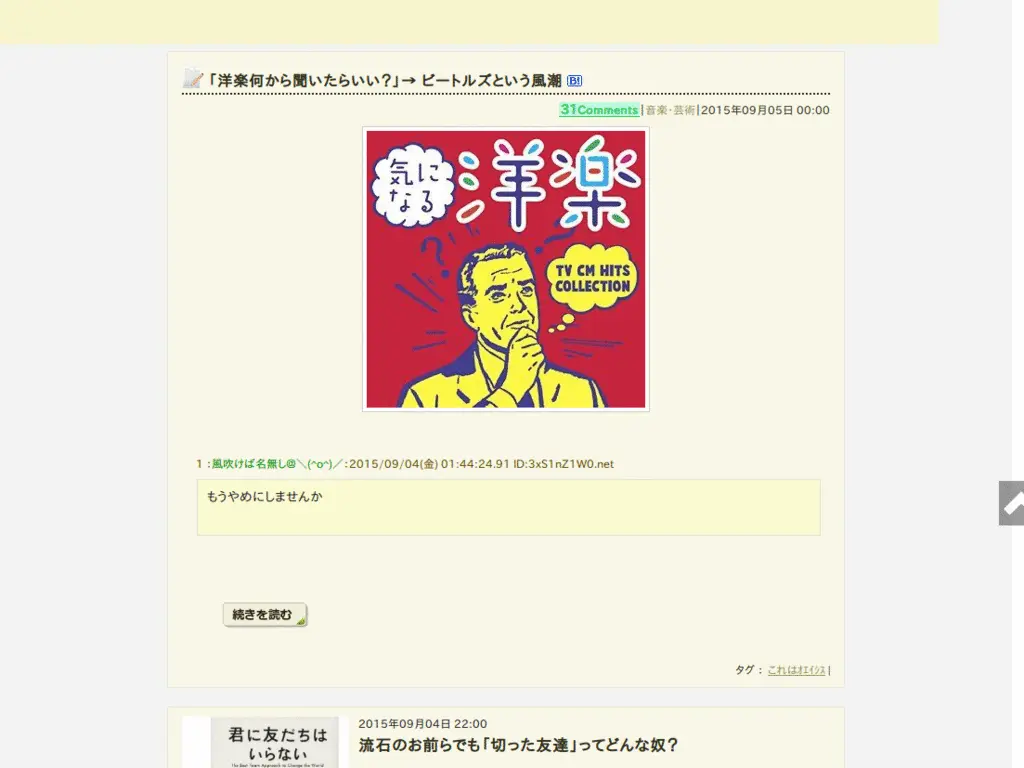 「洋楽何から聞いたらいい？」→ ビートルズという風潮 B!
31Comments | 音楽・芸術 | 2015年09月05日 00:00
気になる
洋楽
TV CM HITS
COLLECTION
1 ：風吹けば名無し＠＼(^o^)／：2015/09/04(金) 01:44:24.91 ID:3xS1nZ1W0.net
もうやめにしませんか
続きを読む
タグ： これはｵｴｲｼｽ |
2015年09月04日 22:00
流石のお前らでも「切った友達」ってどんな奴？
君に友だちは
いらない
The Best Team Approach to Change the World